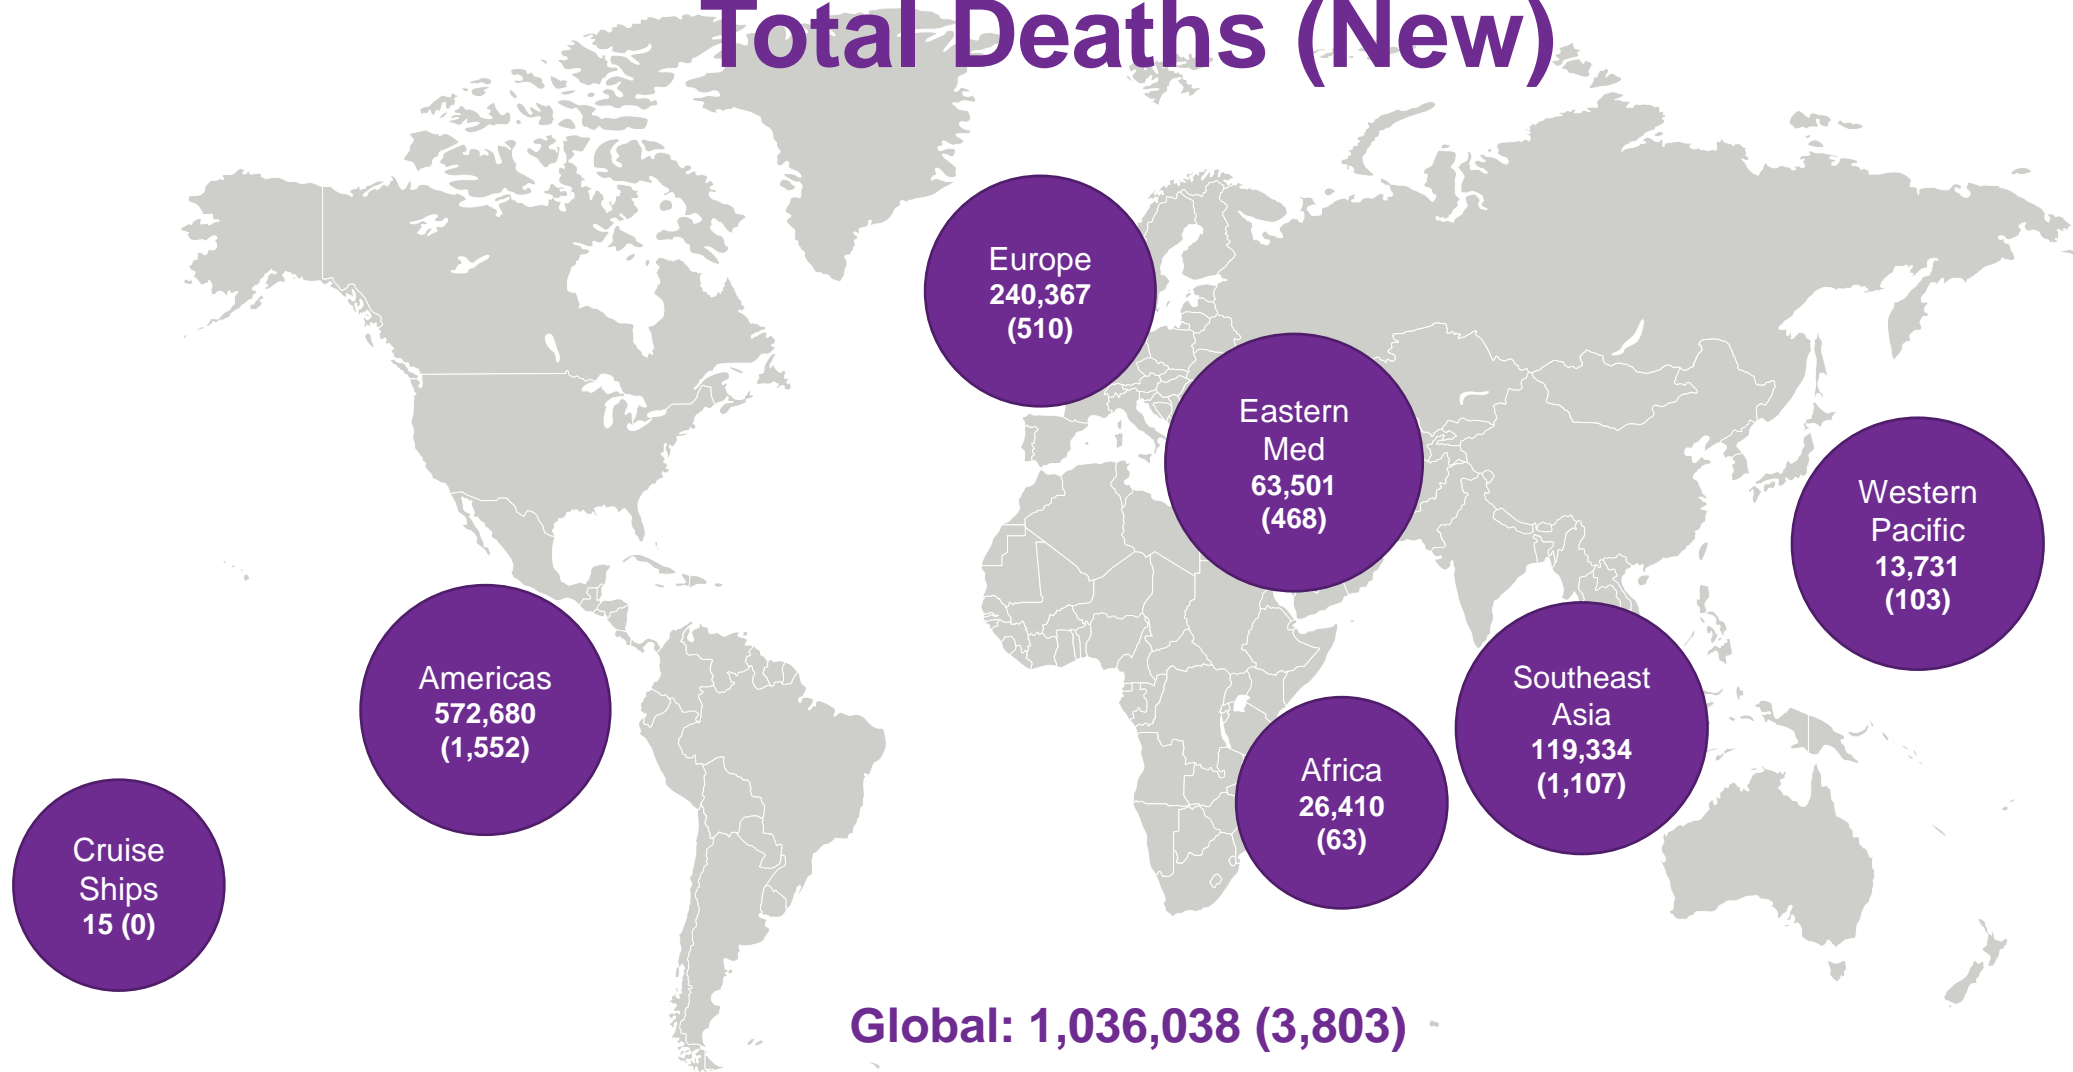 Total Deaths (New)
Europe
240,367
(510)
Eastern
Med
63,501
(468)
Western
Pacific
13,731
(103)
Americas
572,680
(1,552)
Southeast
Asia
119,334
(1,107)
Africa
26,410
(63)
Cruise
Ships
15 (0)
Global: 1,036,038 (3,803)